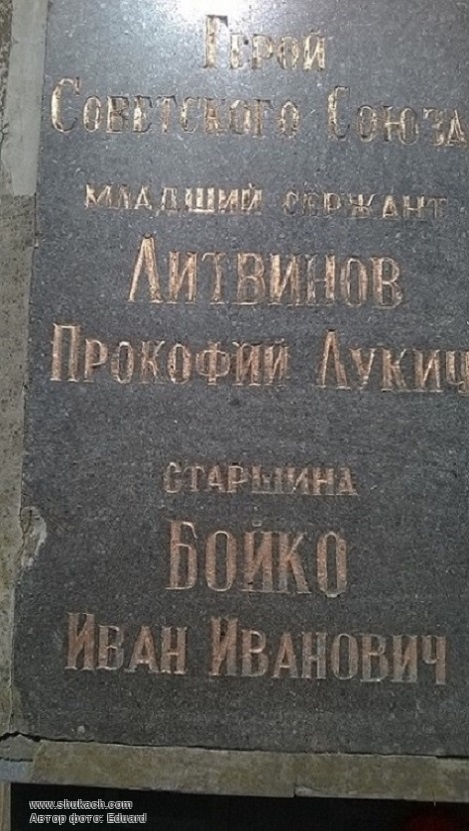 Герой
Советского Союза
младший сержант
Литвинов
Прокофий Лукич
старшина
Бойко
Иван Иванович
www.shukach.com
Автор фото: Eduard